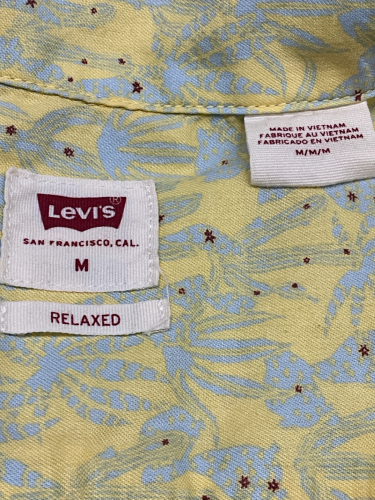 MADE IN VIETNAM
FABRIQUE AU VIETNAM
FABRICADO EN VIETNAM
M/M/M
Levi's®
SAN FRANCISCO, CAL.
M
RELAXED